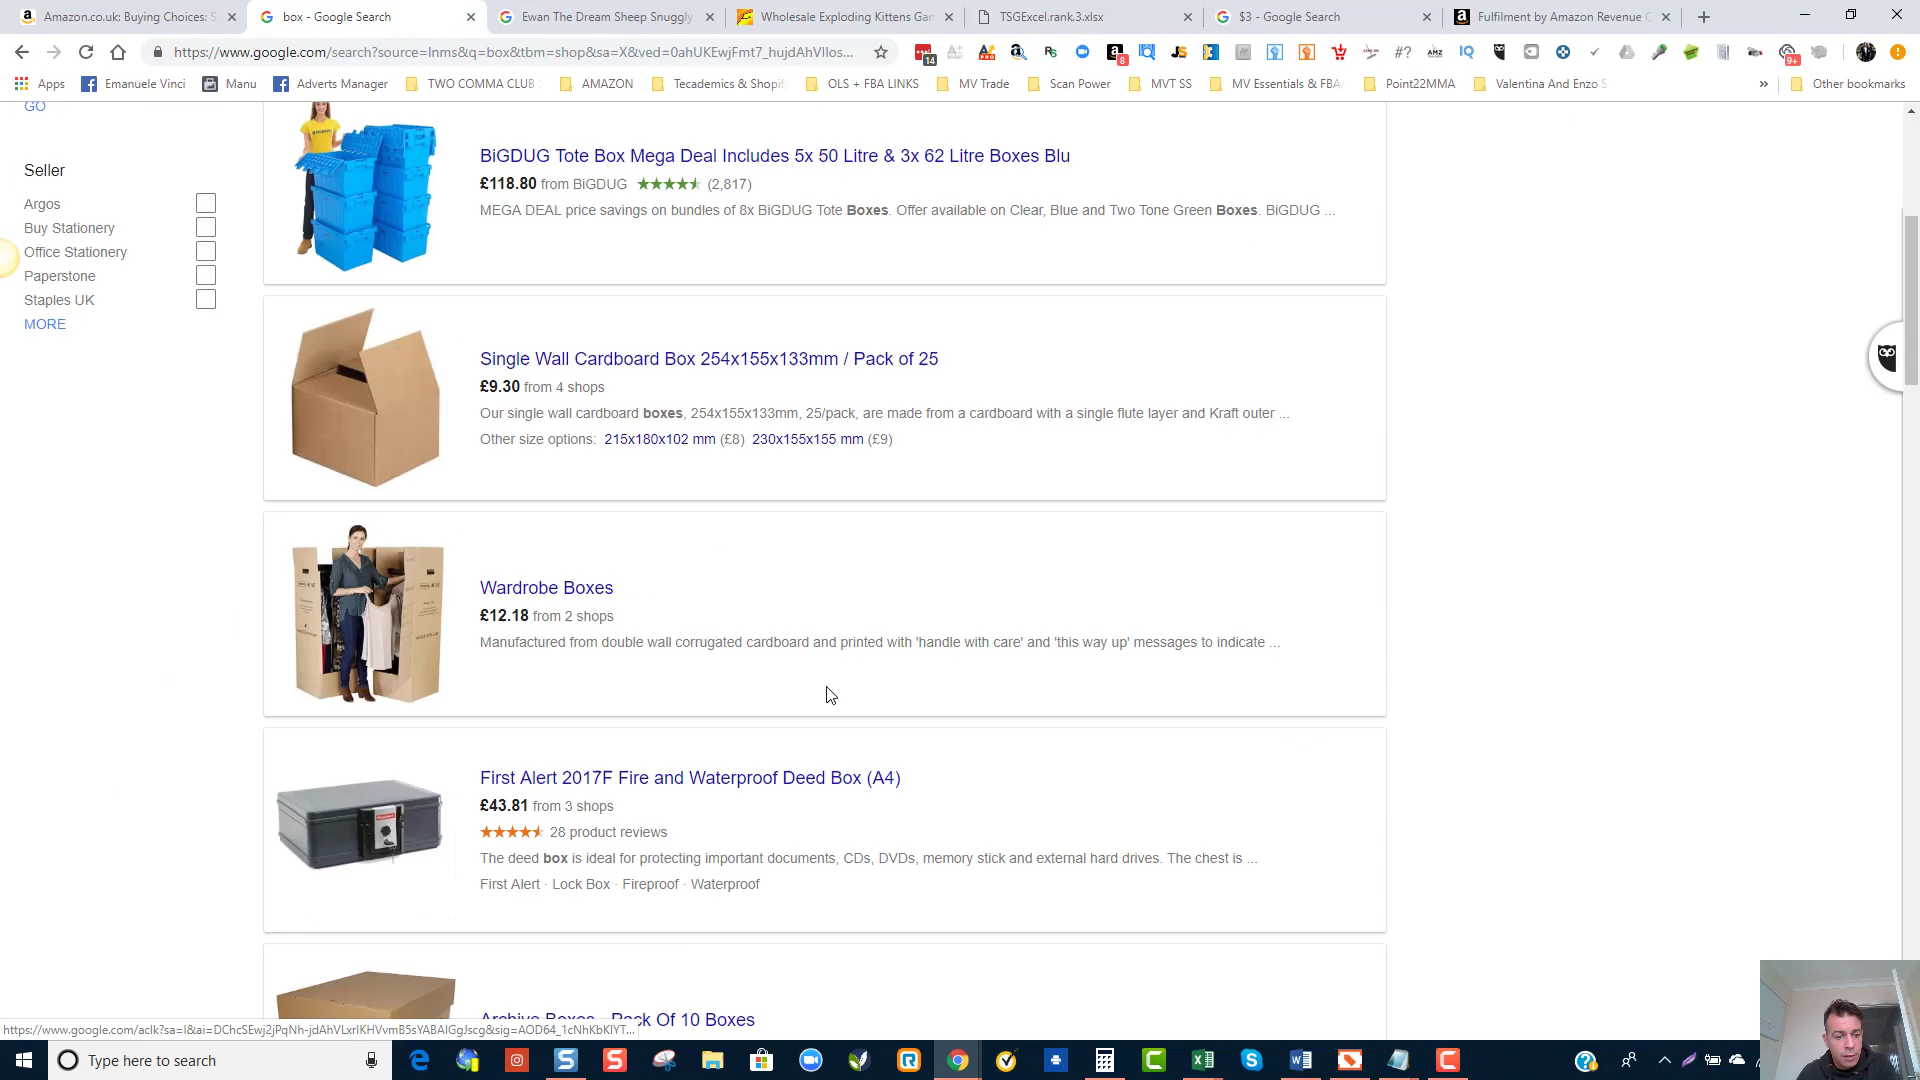 Amazon.co.uk: Buying Choices: S
box - Google Search
Ewan The Dream Sheep Snuggly
Wholesale Exploding Kittens Gam
TSGExcel.rank.3.xlsx
$3 - Google Search
Fulfilment by Amazon Revenue C
https://www.google.com/search?source=lnms&q=box&tbm=shop&sa=X&ved=0ahUKEwjFmt7_hujdAhVIIos...
Apps
Emanuele Vinci
Manu
Adverts Manager
TWO COMMA CLUB
AMAZON
Tecademics & Shopif
OLS + FBA LINKS
MV Trade
Scan Power
MVT SS
MV Essentials & FBA
Point22MMA
Valentina And Enzo S
»
Other bookmarks
GO
Seller
Argos
Buy Stationery
Office Stationery
Paperstone
Staples UK
MORE
BiGDUG Tote Box Mega Deal Includes 5x 50 Litre & 3x 62 Litre Boxes Blu
£118.80 from BiGDUG (2,817)
MEGA DEAL price savings on bundles of 8x BiGDUG Tote Boxes. Offer available on Clear, Blue and Two Tone Green Boxes. BiGDUG ...
Single Wall Cardboard Box 254x155x133mm / Pack of 25
£9.30 from 4 shops
Our single wall cardboard boxes, 254x155x133mm, 25/pack, are made from a cardboard with a single flute layer and Kraft outer ...
Other size options: 215x180x102 mm (£8) 230x155x155 mm (£9)
Wardrobe Boxes
£12.18 from 2 shops
Manufactured from double wall corrugated cardboard and printed with 'handle with care' and 'this way up' messages to indicate ...
First Alert 2017F Fire and Waterproof Deed Box (A4)
£43.81 from 3 shops
28 product reviews
The deed box is ideal for protecting important documents, CDs, DVDs, memory stick and external hard drives. The chest is ...
First Alert · Lock Box · Fireproof · Waterproof
Archive Boxes - Pack Of 10 Boxes
Type here to search